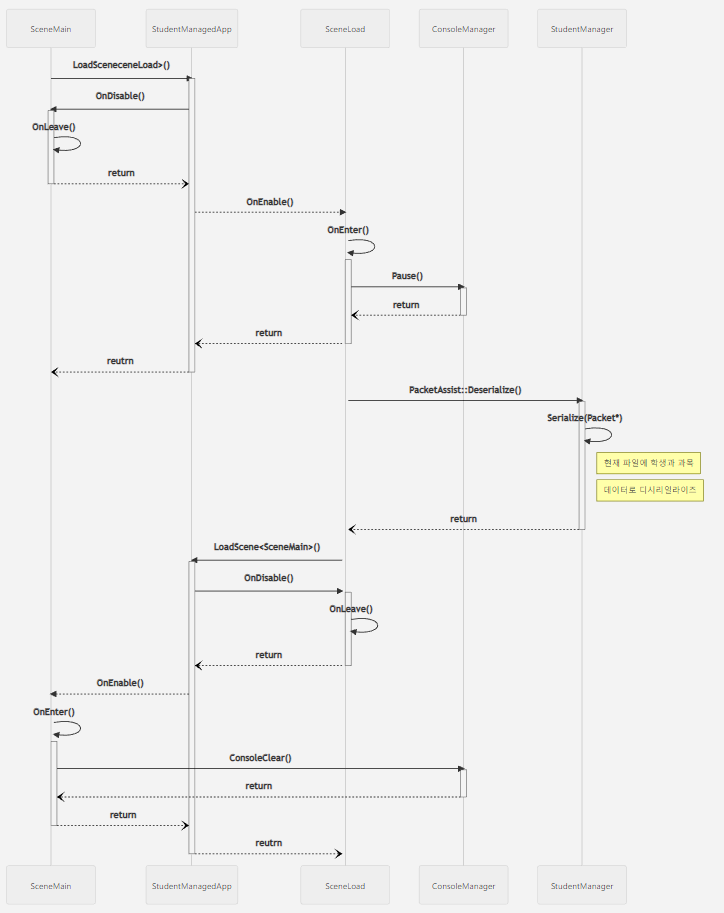 SceneMain StudentManagedApp SceneLoad ConsoleManager StudentManager
LoadSceneceneLoad>()
OnDisable()
OnLeave()
return
OnEnable()
OnEnter()
Pause()
return
return
reutrn
PacketAssist::Deserialize()
Serialize(Packet*)
현재 파일에 학생과 과목
데이터로 디시리얼라이즈
return
LoadScene<SceneMain>()
OnDisable()
OnLeave()
return
OnEnable()
OnEnter()
ConsoleClear()
return
return
reutrn
SceneMain StudentManagedApp SceneLoad ConsoleManager StudentManager